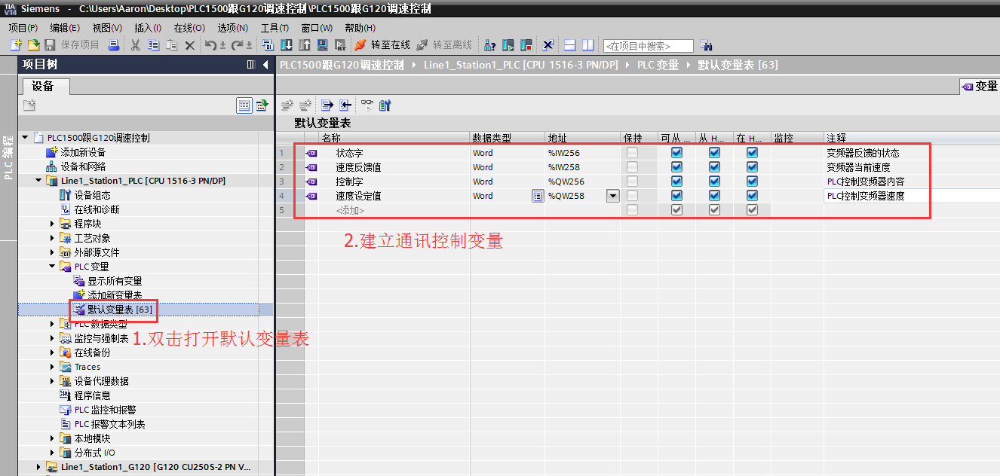 TIA V14 Siemens - C:\Users\Aaron\Desktop\PLC1500跟G120调速控制\PLC1500跟G120调速控制
项目(P) 编辑(E) 视图(V) 插入(I) 在线(O) 选项(N) 工具(T) 窗口(W) 帮助(H)
保存项目 转至在线 转至离线 <在项目中搜索>
项目树
PLC1500跟G120调速控制 Line1_Station1_PLC [CPU 1516-3 PN/DP] PLC 变量 默认变量表 [63]
设备
变量
PLC 编程
默认变量表
名称 数据类型 地址 保持 可从 ... 从 H... 在 H... 监控 注释
1 状态字 Word %IW256 变频器反馈的状态
2 速度反馈值 Word %IW258 变频器当前速度
3 控制字 Word %QW256 PLC控制变频器内容
4 速度设定值 Word %QW258 PLC控制变频器速度
5 <添加>
2.建立通讯控制变量
PLC1500跟G120调速控制
添加新设备
设备和网络
Line1_Station1_PLC [CPU 1516-3 PN/DP]
设备组态
在线和诊断
程序块
工艺对象
外部源文件
PLC 变量
显示所有变量
添加新变量表
默认变量表 [63]
PLC 数据类型
监控与强制表
1.双击打开默认变量表
在线备份
Traces
设备代理数据
程序信息
PLC 监控和报警
PLC 报警文本列表
本地模块
分布式 I/O
Line1_Station1_G120 [G120 CU250S-2 PN V...